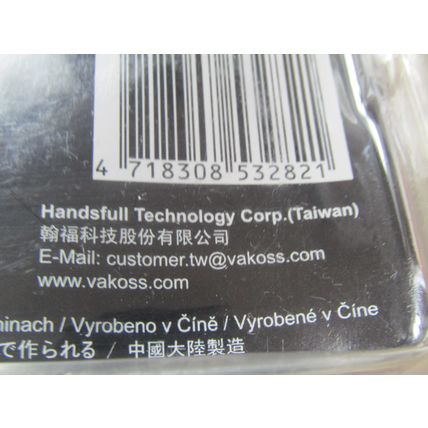 4 718308 532821
Handsfull Technology Corp.(Taiwan)
翰福科技股份有限公司
E-Mail: customer.tw@vakoss.com
www.vakoss.com
ninach / Vyrobeno v Číně / Vyrobené v Číne
で作られる / 中國大陸製造